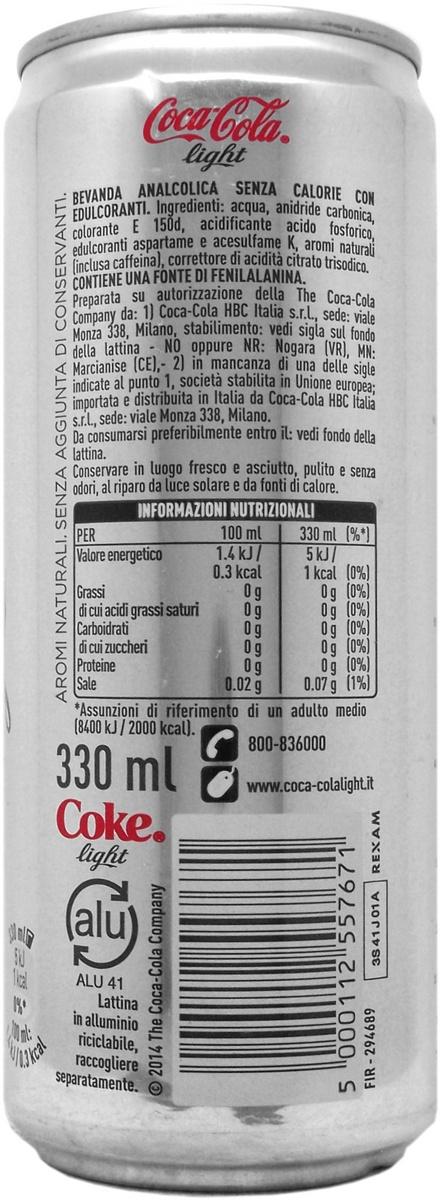 Coca-Cola.
light
BEVANDA ANALCOLICA SENZA CALORIE CON
EDULCORANTI. Ingredienti: acqua, anidride carbonica,
colorante E 150d, acidificante acido fosforico,
edulcoranti aspartame e acesulfame K, aromi naturali
(inclusa caffeina), correttore di acidità citrato trisodico.
CONTIENE UNA FONTE DI FENILALANINA.
Preparata su autorizzazione della The Coca-Cola
Company da: 1) Coca-Cola HBC Italia s.r.l., sede: viale
Monza 338, Milano, stabilimento: vedi sigla sul fondo
della lattina - NO oppure NR: Nogara (VR), MN:
Marcianise (CE),- 2) in mancanza di una delle sigle
indicate al punto 1, società stabilita in Unione europea;
importata e distribuita in Italia da Coca-Cola HBC Italia
s.r.l., sede: viale Monza 338, Milano.
Da consumarsi preferibilmente entro il: vedi fondo della
lattina.
Conservare in luogo fresco e asciutto, pulito e senza
odori, al riparo da luce solare e da fonti di calore.
AROMI NATURALI. SENZA AGGIUNTA DI CONSERVANTI.
INFORMAZIONI NUTRIZIONALI
PER 100 ml 330 ml (%*)
Valore energetico 1.4 kJ / 5 kJ /
0.3 kcal 1 kcal (0%)
Grassi 0 g 0 g (0%)
di cui acidi grassi saturi 0 g 0 g (0%)
Carboidrati 0 g 0 g (0%)
di cui zuccheri 0 g 0 g (0%)
Proteine 0 g 0 g (0%)
Sale 0.02 g 0.07 g (1%)
*Assunzioni di riferimento di un adulto medio
(8400 kJ / 2000 kcal).
800-836000
330 ml
www.coca-colalight.it
Coke.
light
alu
ALU 41
Lattina
in alluminio
riciclabile,
raccogliere
separatamente.
© 2014 The Coca-Cola Company
5 000112 557671
REXAM
3S41J01A
FIR - 294689
5 kJ
1 kcal
0%*